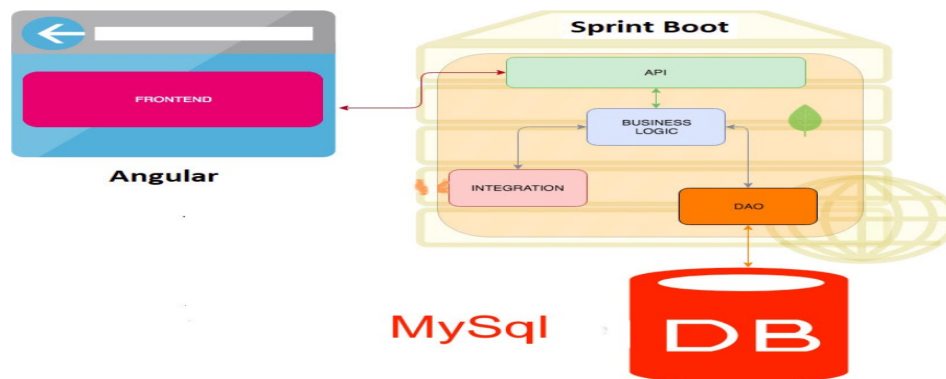 Sprint Boot
API
FRONTEND
BUSINESS
LOGIC
Angular
INTEGRATION
DAO
MySql
DB